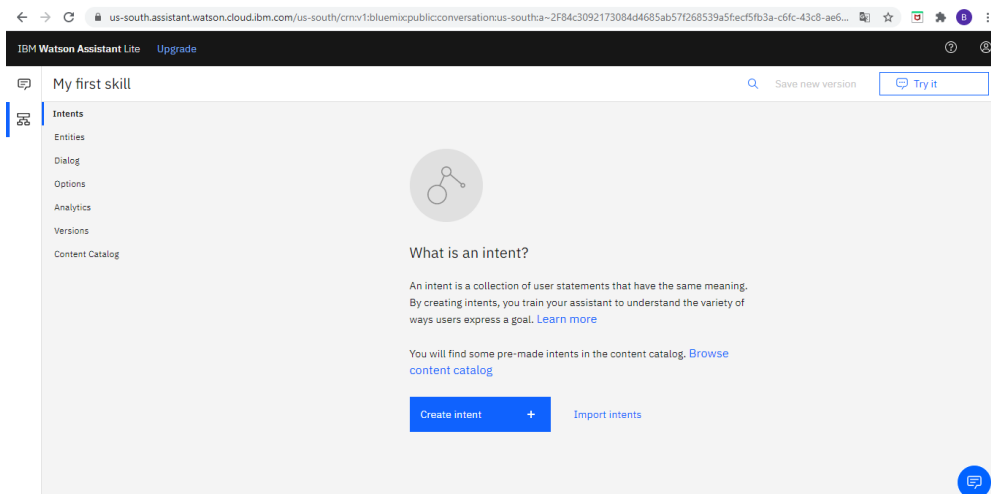 us-south.assistant.watson.cloud.ibm.com/us-south/crn:v1:bluemix:public:conversation:us-south:a~2F84c3092173084d4685ab57f268539a5f:ecf5fb3a-c6fc-43c8-ae6...
B
IBM Watson Assistant Lite Upgrade
My first skill
Save new version
Try it
Intents
Entities
Dialog
Options
Analytics
Versions
Content Catalog
What is an intent?
An intent is a collection of user statements that have the same meaning.
By creating intents, you train your assistant to understand the variety of
ways users express a goal. Learn more
You will find some pre-made intents in the content catalog. Browse
content catalog
Create intent +
Import intents